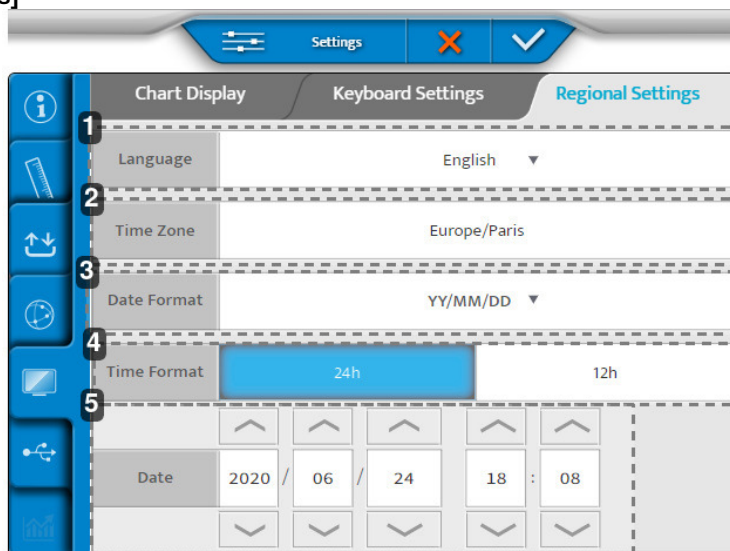 s]
Settings
Chart Display Keyboard Settings Regional Settings
1
Language English
2
Time Zone Europe/Paris
3
Date Format YY/MM/DD
4
Time Format 24h 12h
5
Date 2020 / 06 / 24 18 : 08